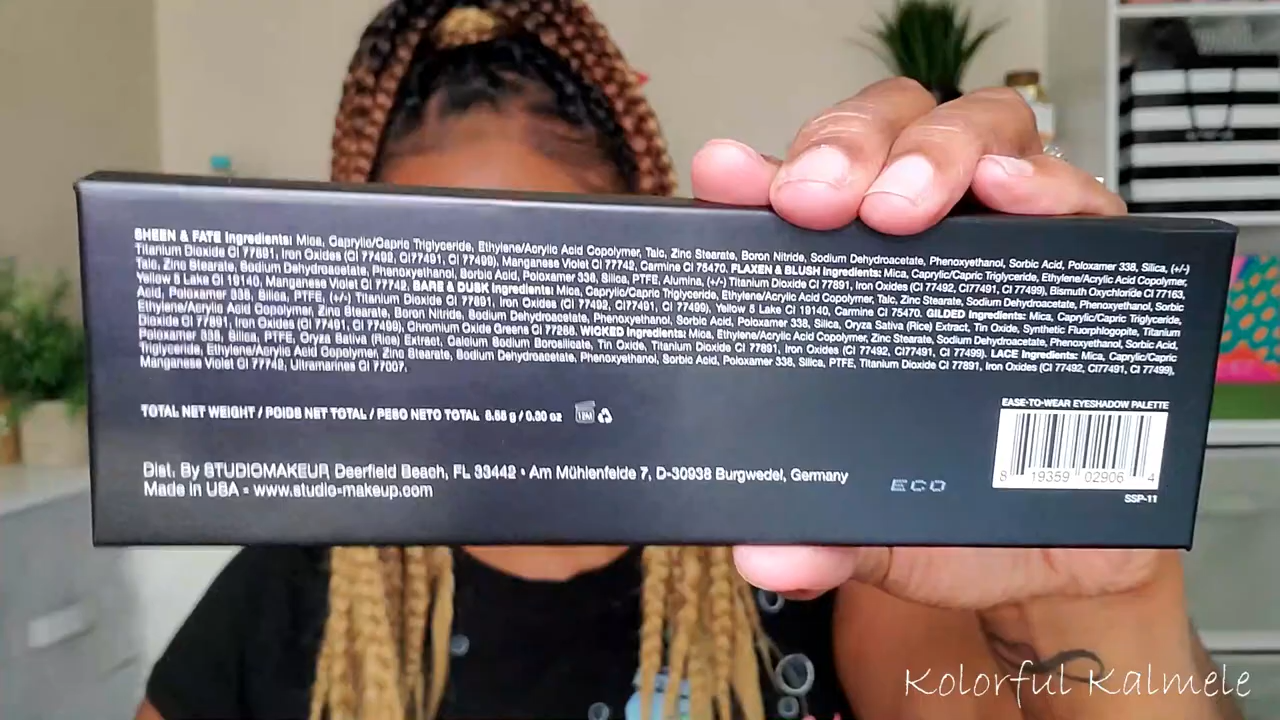 SHEEN & FATE Ingredients: Mica, Caprylic/Capric Triglyceride, Ethylene/Acrylic Acid Copolymer, Talc, Zinc Stearate, Boron Nitride, Sodium Dehydroacetate, Phenoxyethanol, Sorbic Acid, Poloxamer 338, Silica, (+/-)
Titanium Dioxide CI 77891, Iron Oxides (CI 77492, CI77491, CI 77499), Manganese Violet CI 77742, Carmine CI 75470. FLAXEN & BLUSH Ingredients: Mica, Caprylic/Capric Triglyceride, Ethylene/Acrylic Acid Copolymer,
Talc, Zinc Stearate, Sodium Dehydroacetate, Phenoxyethanol, Sorbic Acid, Poloxamer 338, Silica, PTFE, Alumina, (+/-) Titanium Dioxide CI 77891, Iron Oxides (CI 77492, CI77491, CI 77499), Bismuth Oxychloride CI 77163,
Yellow 5 Lake CI 19140, Manganese Violet CI 77742. BARE & DUSK Ingredients: Mica, Caprylic/Capric Triglyceride, Ethylene/Acrylic Acid Copolymer, Talc, Zinc Stearate, Sodium Dehydroacetate, Phenoxyethanol, Sorbic
Acid, Poloxamer 338, Silica, PTFE, (+/-) Titanium Dioxide CI 77891, Iron Oxides (CI 77492, CI77491, CI 77499), Yellow 5 Lake CI 19140, Carmine CI 75470. GILDED Ingredients: Mica, Caprylic/Capric Triglyceride,
Ethylene/Acrylic Acid Copolymer, Zinc Stearate, Boron Nitride, Sodium Dehydroacetate, Phenoxyethanol, Sorbic Acid, Poloxamer 338, Silica, Oryza Sativa (Rice) Extract, Tin Oxide, Synthetic Fluorphlogopite, Titanium
Dioxide CI 77891, Iron Oxides (CI 77491, CI 77499), Chromium Oxide Greens CI 77288. WICKED Ingredients: Mica, Ethylene/Acrylic Acid Copolymer, Zinc Stearate, Sodium Dehydroacetate, Phenoxyethanol, Sorbic Acid,
Poloxamer 338, Silica, PTFE, Oryza Sativa (Rice) Extract, Calcium Sodium Borosilicate, Tin Oxide, Titanium Dioxide CI 77891, Iron Oxides (CI 77492, CI77491, CI 77499). LACE Ingredients: Mica, Caprylic/Capric
Triglyceride, Ethylene/Acrylic Acid Copolymer, Zinc Stearate, Sodium Dehydroacetate, Phenoxyethanol, Sorbic Acid, Poloxamer 338, Silica, PTFE, Titanium Dioxide CI 77891, Iron Oxides (CI 77492, CI77491, CI 77499),
Manganese Violet CI 77742, Ultramarines CI 77007.
TOTAL NET WEIGHT / POIDS NET TOTAL / PESO NETO TOTAL 8.56 g / 0.30 oz
EASE-TO-WEAR EYESHADOW PALETTE
8 19359 02906 4
SSP-11
Dist. By STUDIOMAKEUP Deerfield Beach, FL 33442 • Am Mühlenfelde 7, D-30938 Burgwedel, Germany
Made in USA • www.studio-makeup.com
ECO
Kolorful Kalmele